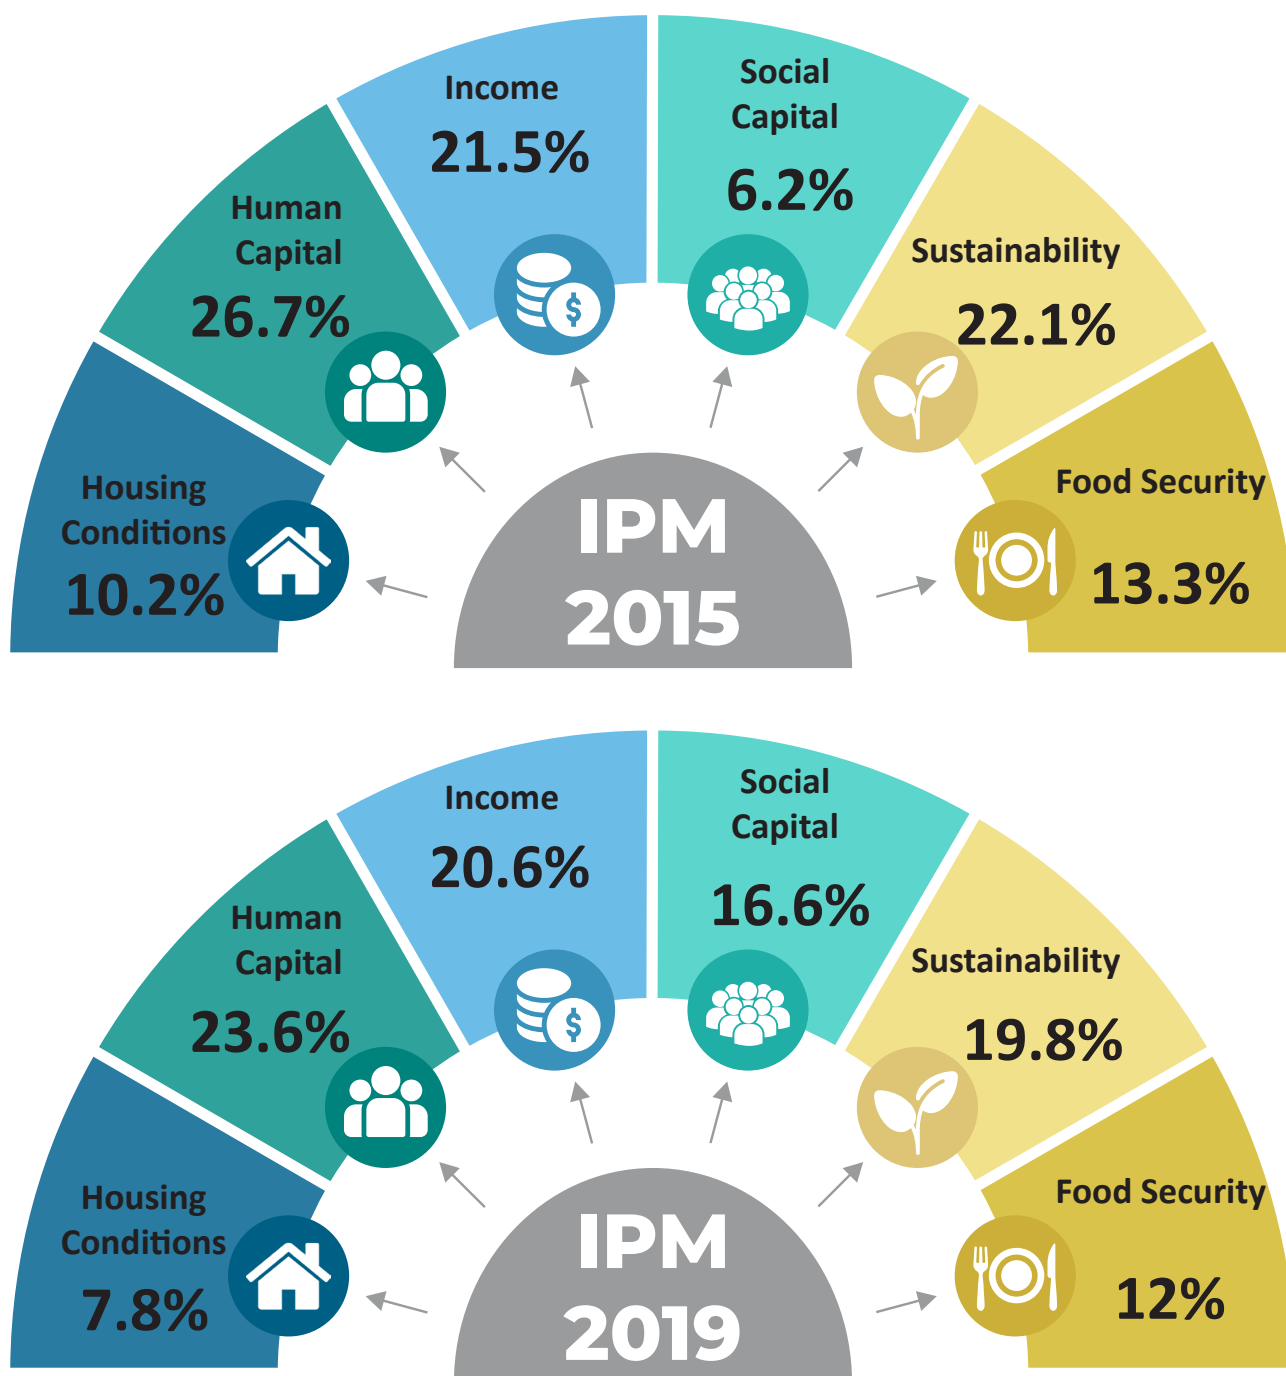 Housing
Conditions
10.2%
Human
Capital
26.7%
Income
21.5%
Social
Capital
6.2%
Sustainability
22.1%
Food Security
13.3%
IPM
2015
$
Housing
Conditions
7.8%
Human
Capital
23.6%
Income
20.6%
Social
Capital
16.6%
Sustainability
19.8%
Food Security
12%
IPM
2019
$